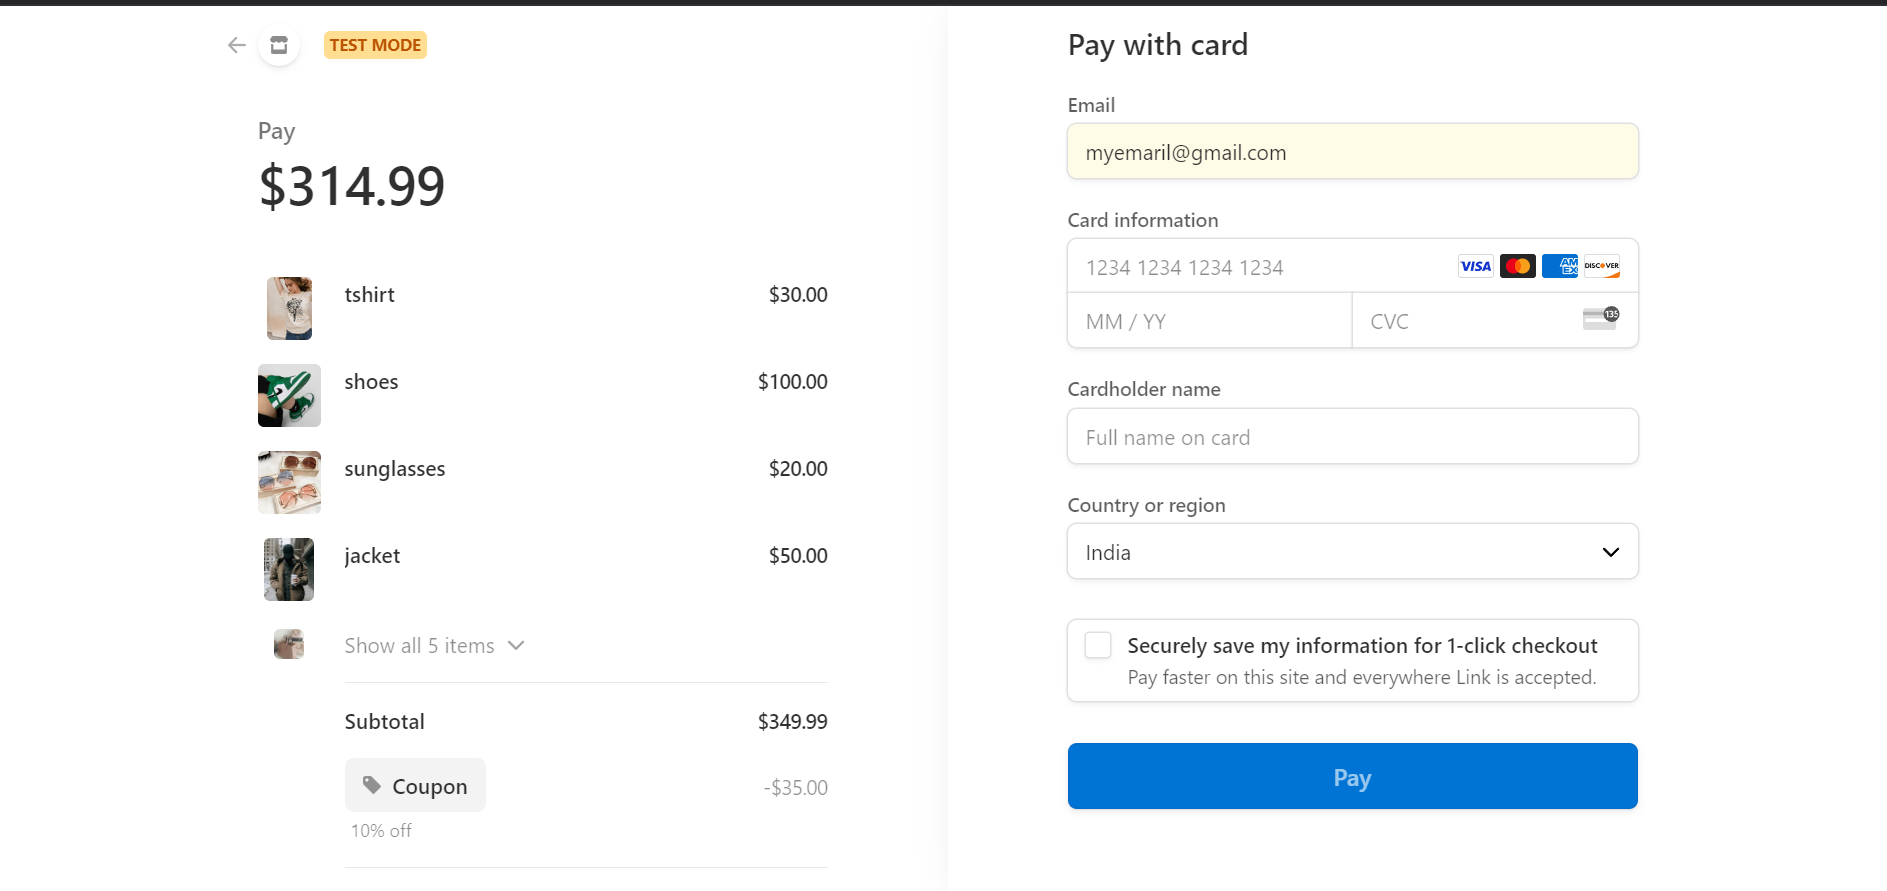 TEST MODE
Pay
$314.99
tshirt $30.00
shoes $100.00
sunglasses $20.00
jacket $50.00
Show all 5 items
Subtotal $349.99
Coupon -$35.00
10% off
Pay with card
Email
myemaril@gmail.com
Card information
1234 1234 1234 1234 VISA AM EX DISCOVER
MM / YY CVC 135
Cardholder name
Full name on card
Country or region
India
Securely save my information for 1-click checkout
Pay faster on this site and everywhere Link is accepted.
Pay